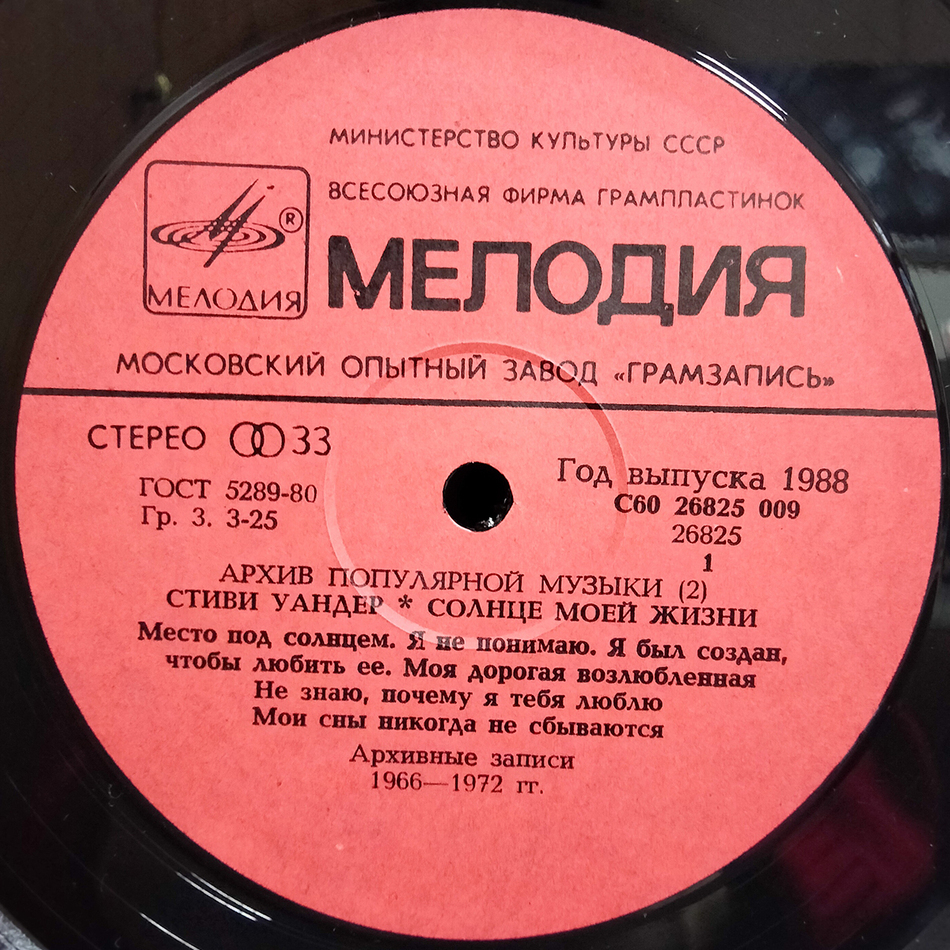 МИНИСТЕРСТВО КУЛЬТУРЫ СССР
ВСЕСОЮЗНАЯ ФИРМА ГРАМПЛАСТИНОК
®
МЕЛОДИЯ
МЕЛОДИЯ
МОСКОВСКИЙ ОПЫТНЫЙ ЗАВОД «ГРАМЗАПИСЬ»
СТЕРЕО 33
ГОСТ 5289-80
Гр. 3. 3-25
Год выпуска 1988
С60 26825 009
26825
1
АРХИВ ПОПУЛЯРНОЙ МУЗЫКИ (2)
СТИВИ УАНДЕР * СОЛНЦЕ МОЕЙ ЖИЗНИ
Место под солнцем. Я не понимаю. Я был создан,
чтобы любить ее. Моя дорогая возлюбленная
Не знаю, почему я тебя люблю
Мои сны никогда не сбываются
Архивные записи
1966—1972 гг.